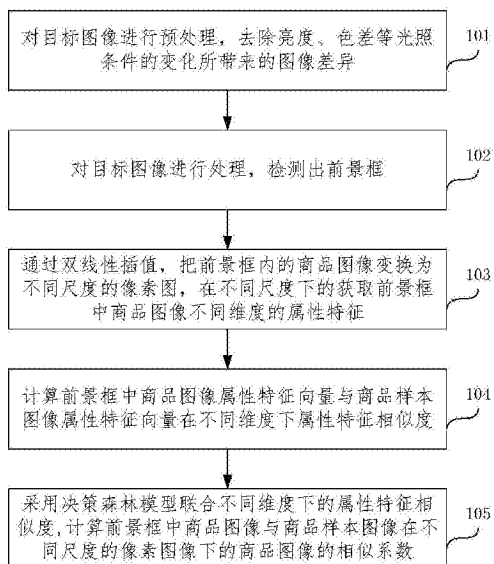 对目标图像进行预处理，去除亮度、色差等光照
条件的变化所带来的图像差异
101
对目标图像进行处理，检测出前景框
102
通过双线性插值，把前景框内的商品图像变换为
不同尺度的像素图，在不同尺度下的获取前景框
中商品图像不同维度的属性特征
103
计算前景框中商品图像属性特征向量与商品样本
图像属性特征向量在不同维度下属性特征相似度
104
采用决策森林模型联合不同维度下的属性特征相
似度,计算前景框中商品图像与商品样本图像在不
同尺度的像素图像下的商品图像的相似系数
105